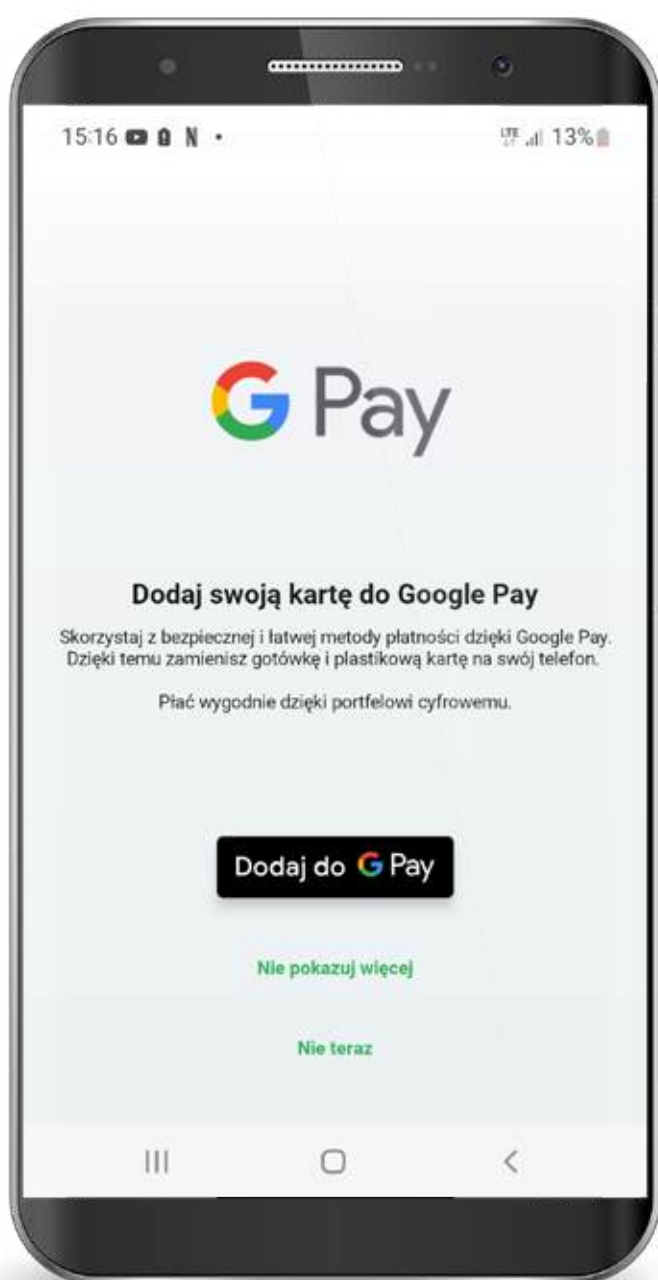 15:16 N LTE 13%
G Pay
Dodaj swoją kartę do Google Pay
Skorzystaj z bezpiecznej i łatwej metody płatności dzięki Google Pay.
Dzięki temu zamienisz gotówkę i plastikową kartę na swój telefon.
Płać wygodnie dzięki portfelowi cyfrowemu.
Dodaj do G Pay
Nie pokazuj więcej
Nie teraz